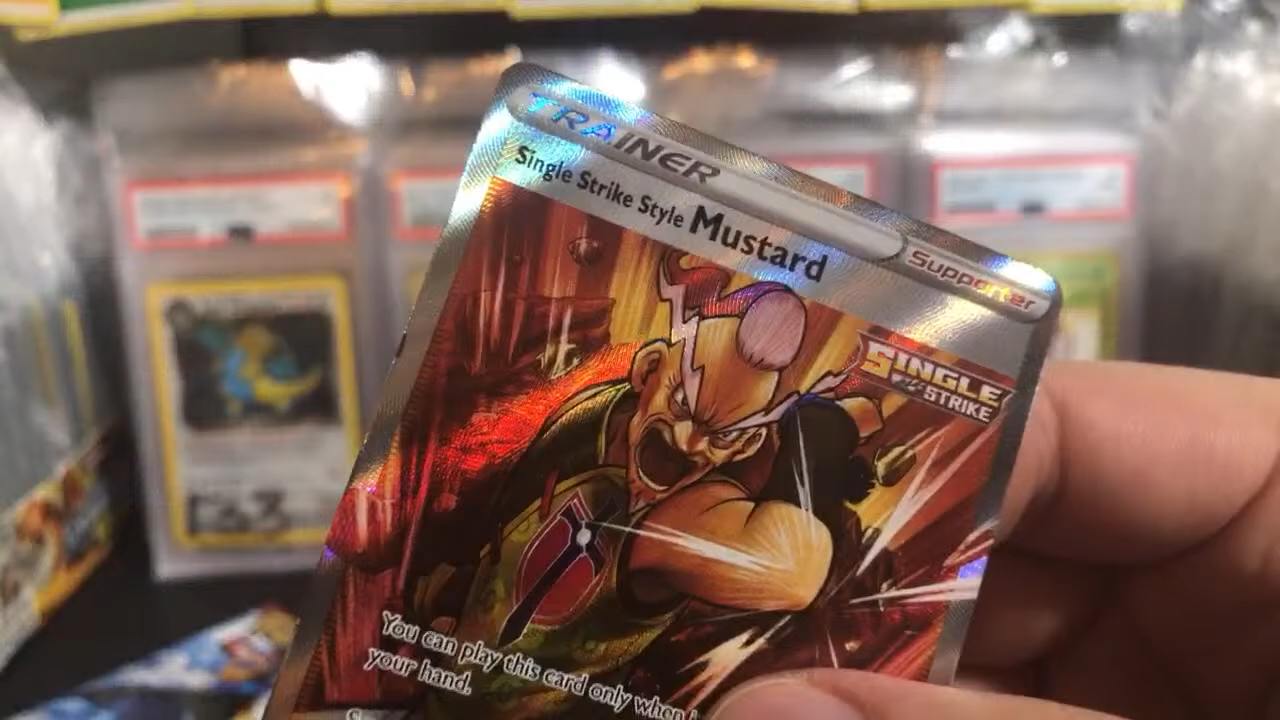 TRAINER
Supporter
Single Strike Style Mustard
SINGLE
STRIKE
You can play this card only when
your hand.